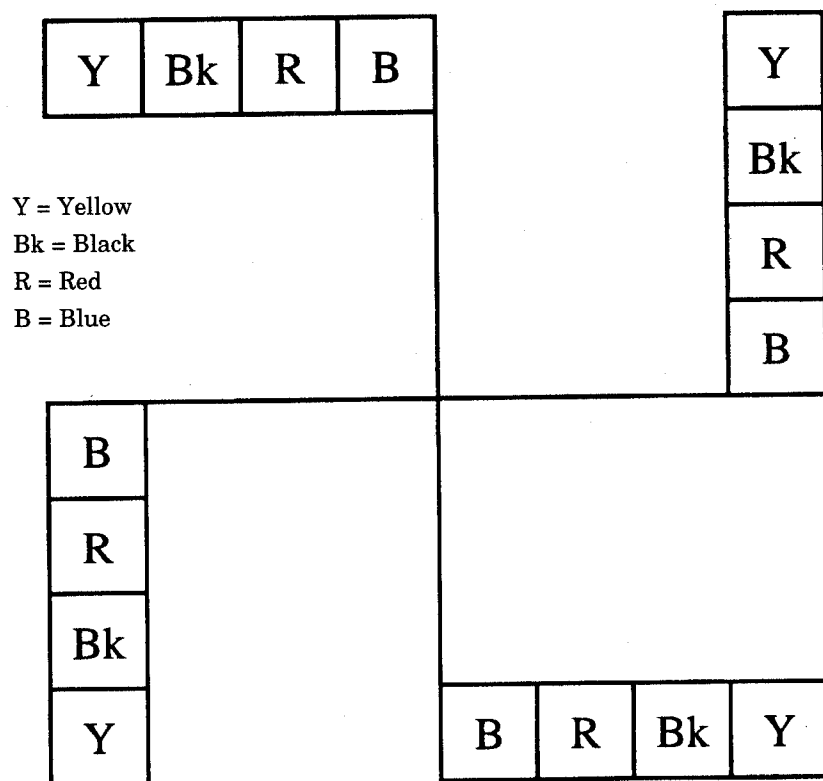 Y Bk R B
Y
Bk
R
B
Y = Yellow
Bk = Black
R = Red
B = Blue
B
R
Bk
Y
B R Bk Y